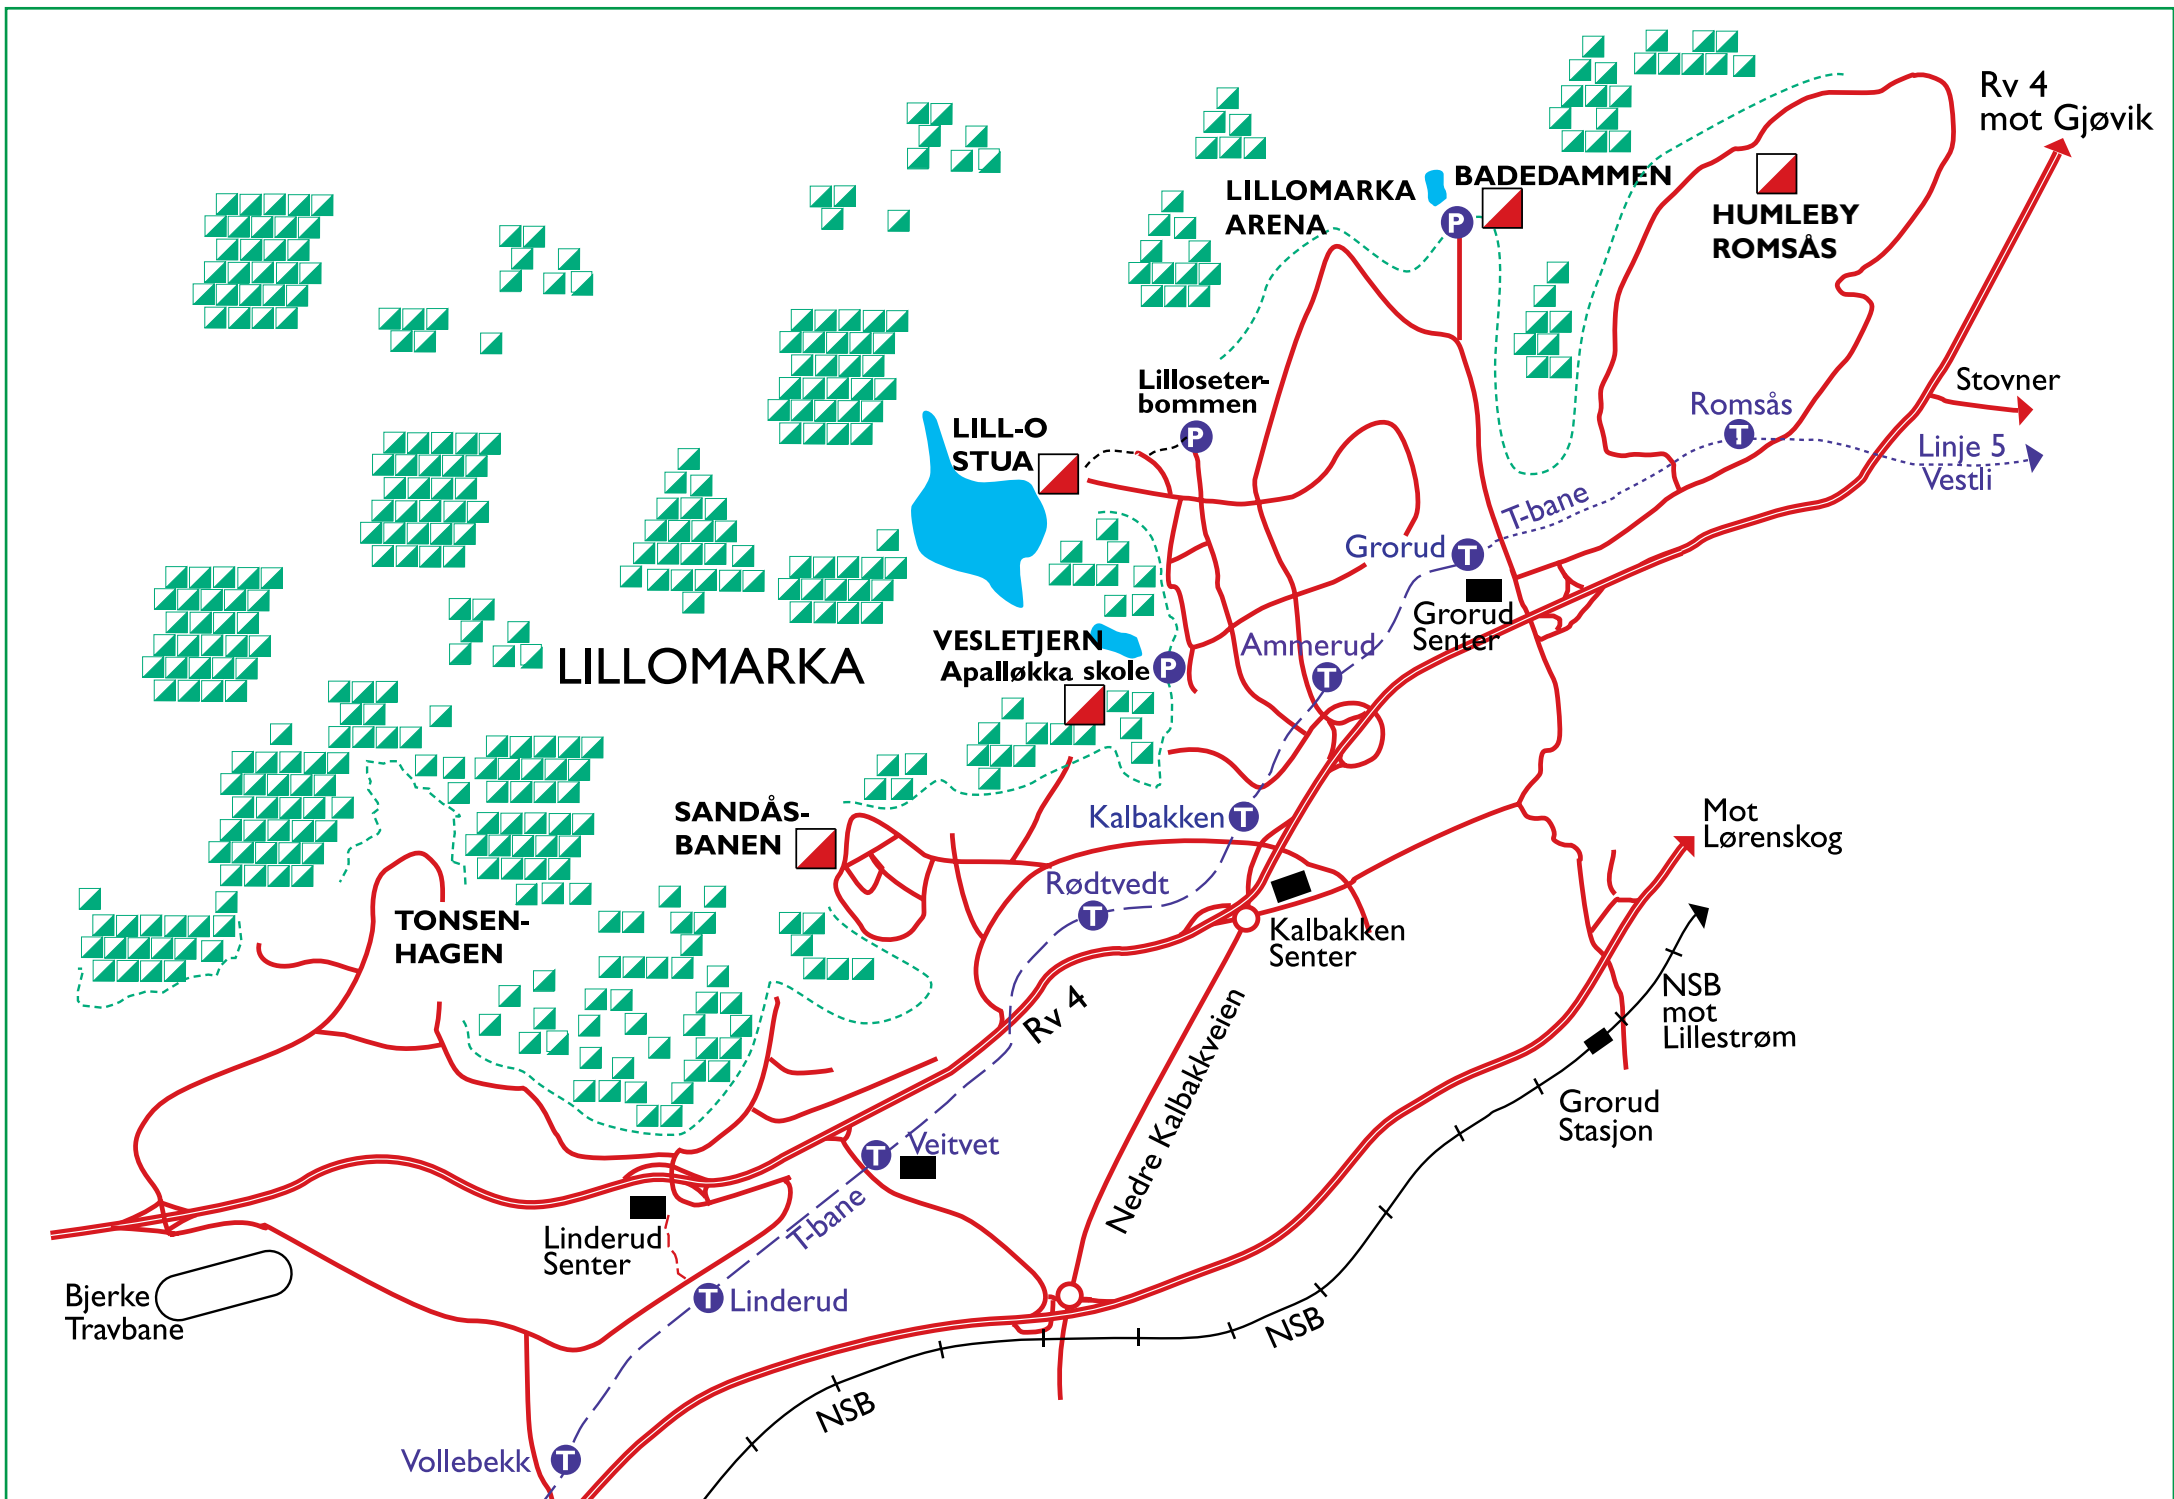 Rv 4
mot Gjøvik
LILLOMARKA
ARENA
P
BADEDAMMEN
HUMLEBY
ROMSÅS
Stovner
Lilloseter-
bommen
P
Romsås
T
Linje 5
Vestli
LILL-O
STUA
T-bane
Grorud
T
Grorud
Senter
VESLETJERN
Apalløkka skole
P
Ammerud
T
LILLOMARKA
SANDÅS-
BANEN
Kalbakken
T
Mot
Lørenskog
Rødtvedt
T
TONSEN-
HAGEN
Kalbakken
Senter
Rv 4
NSB
mot
Lillestrøm
Nedre Kalbakkveien
Grorud
Stasjon
Veitvet
T
T-bane
Linderud
Senter
Bjerke
Travbane
T
Linderud
NSB
NSB
Vollebekk
T